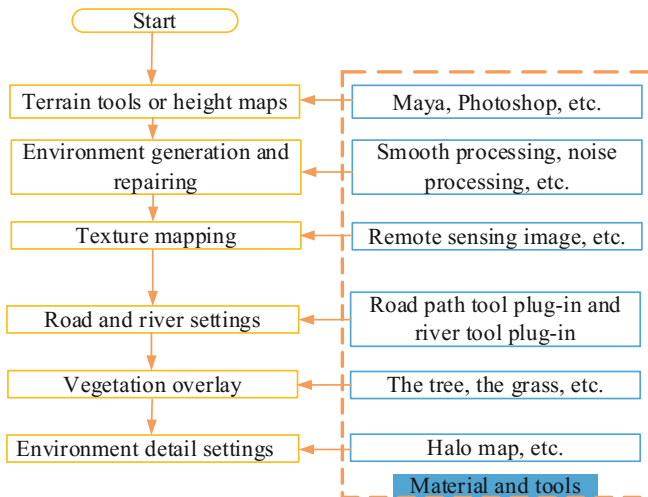 Start
Terrain tools or height maps
Maya, Photoshop, etc.
Environment generation and
repairing
Smooth processing, noise
processing, etc.
Texture mapping
Remote sensing image, etc.
Road and river settings
Road path tool plug-in and
river tool plug-in
Vegetation overlay
The tree, the grass, etc.
Environment detail settings
Halo map, etc.
Material and tools